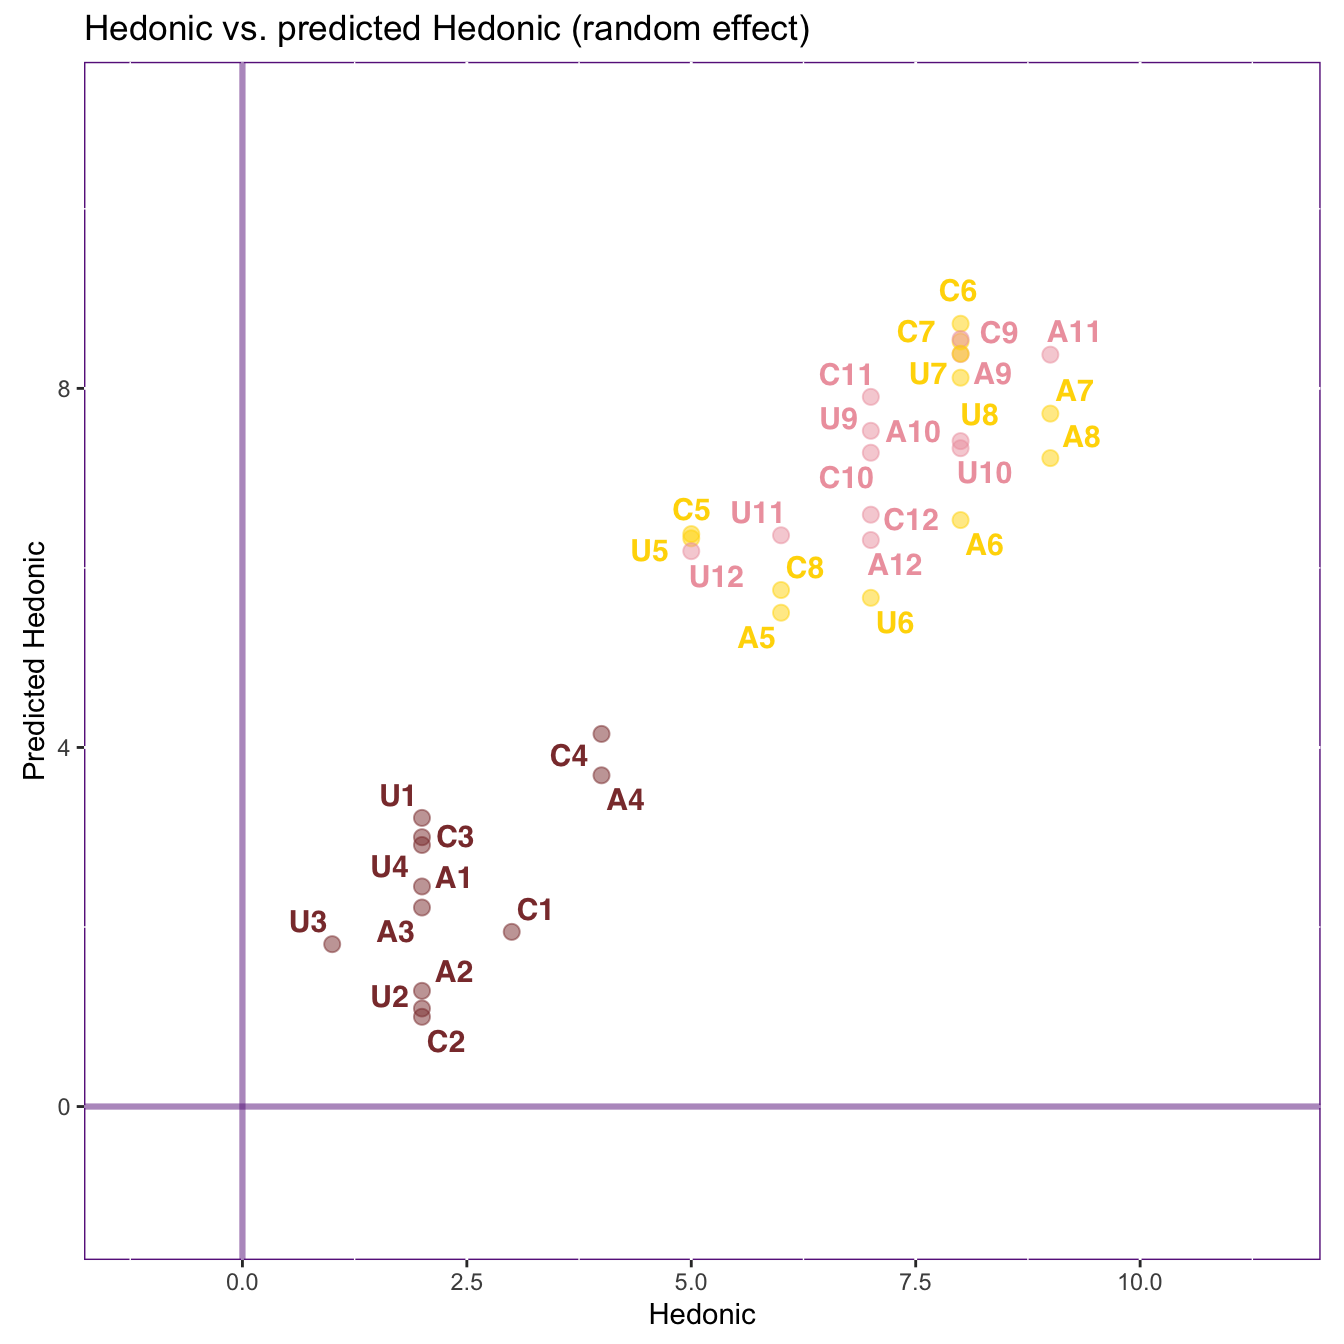 Hedonic vs. predicted Hedonic (random effect)
C6
C7
C9
A11
8
C11
U7
A9
A7
U9
A10
U8
A8
C10
U10
C5
U11
C12
U5
A6
U12
C8
A12
A5
U6
Predicted Hedonic
4
C4
U1
A4
C3
U4
A1
U3
A3
C1
A2
U2
C2
0
0.0
2.5
5.0
7.5
10.0
Hedonic